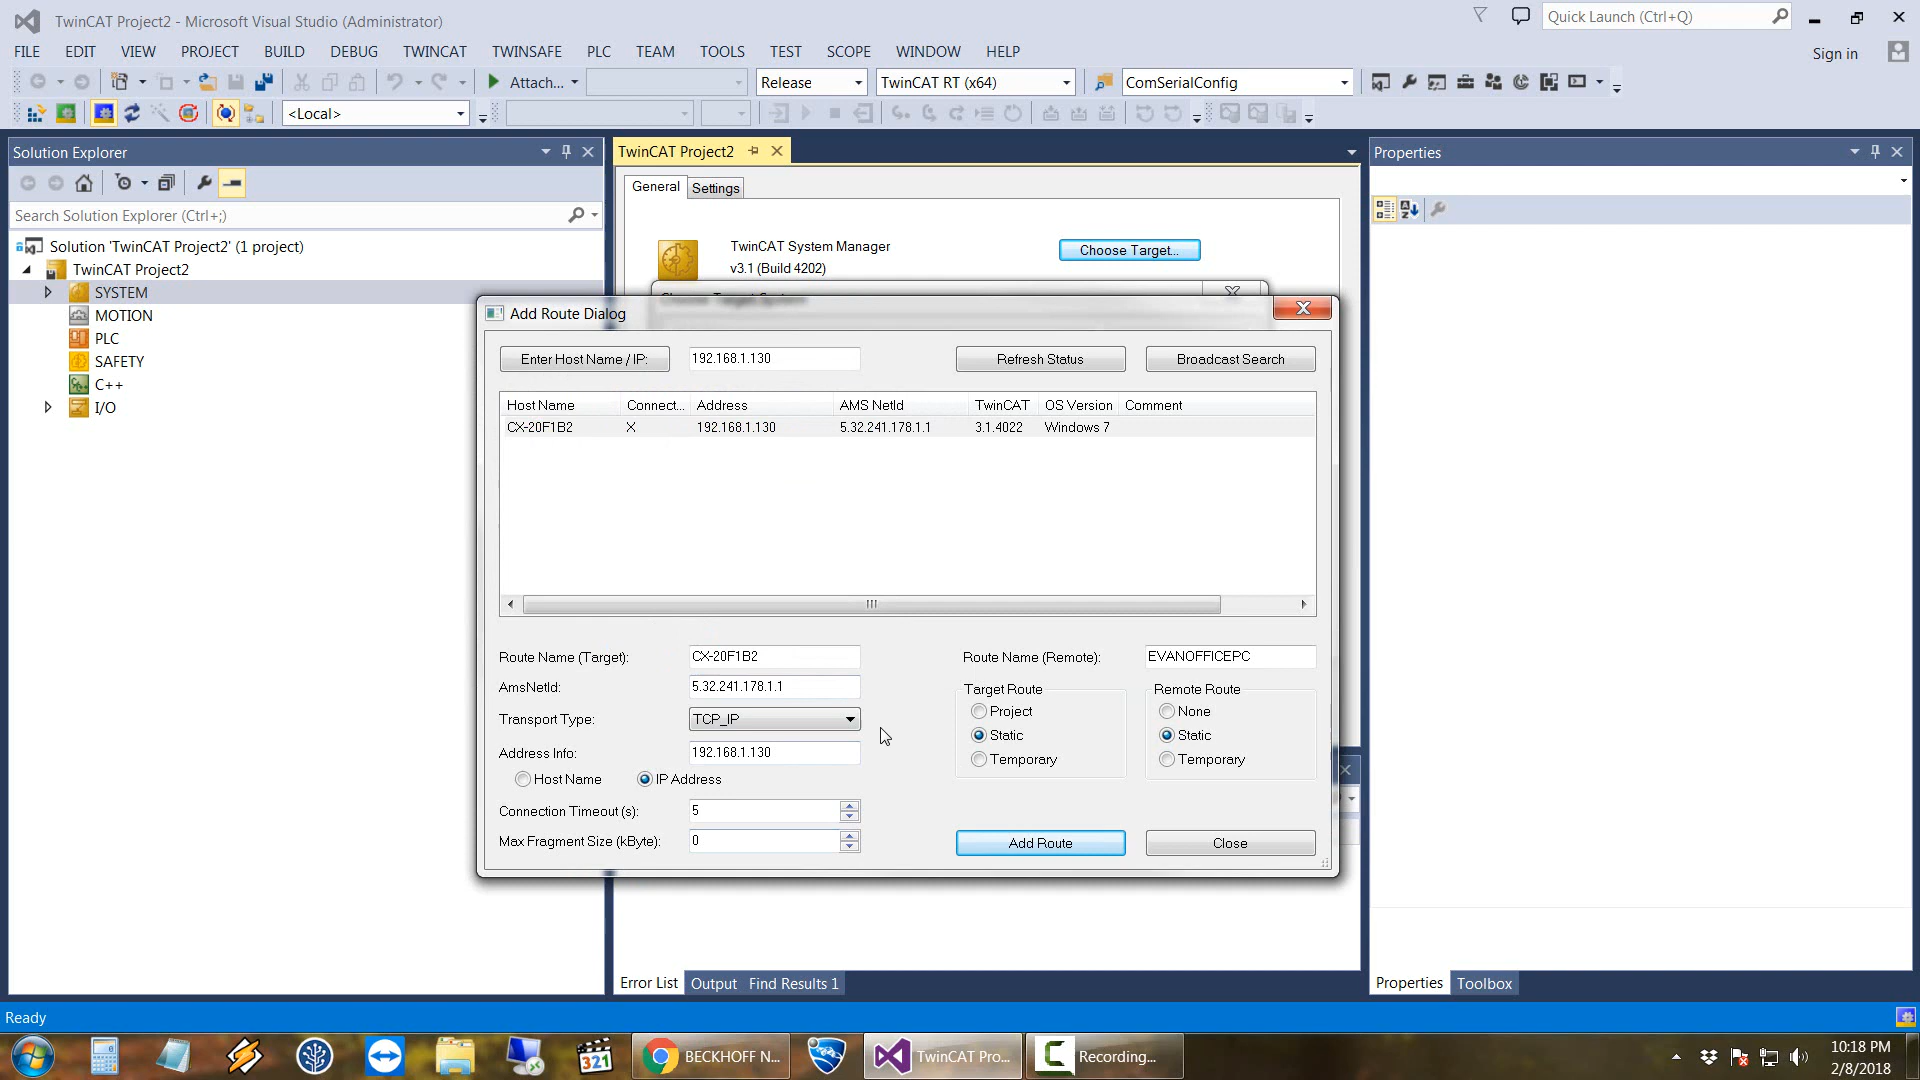 TwinCAT Project2 - Microsoft Visual Studio (Administrator)
Quick Launch (Ctrl+Q)
FILE EDIT VIEW PROJECT BUILD DEBUG TWINCAT TWINSAFE PLC TEAM TOOLS TEST SCOPE WINDOW HELP
Sign in
Attach... Release TwinCAT RT (x64) ComSerialConfig
<Local>
Solution Explorer
Search Solution Explorer (Ctrl+;)
Solution 'TwinCAT Project2' (1 project)
TwinCAT Project2
SYSTEM
MOTION
PLC
SAFETY
C++
I/O
TwinCAT Project2
General Settings
TwinCAT System Manager
v3.1 (Build 4202)
Choose Target...
Properties
Add Route Dialog
Enter Host Name / IP: 192.168.1.130 Refresh Status Broadcast Search
Host Name Connect... Address AMS NetId TwinCAT OS Version Comment
CX-20F1B2 X 192.168.1.130 5.32.241.178.1.1 3.1.4022 Windows 7
Route Name (Target): CX-20F1B2
AmsNetId: 5.32.241.178.1.1
Transport Type: TCP_IP
Address Info: 192.168.1.130
Host Name IP Address
Connection Timeout (s): 5
Max Fragment Size (kByte): 0
Route Name (Remote): EVANOFFICEPC
Target Route
Project
Static
Temporary
Remote Route
None
Static
Temporary
Add Route Close
Error List Output Find Results 1
Properties Toolbox
Ready
321
BECKHOFF N...
TwinCAT Pro...
Recording...
10:18 PM
2/8/2018